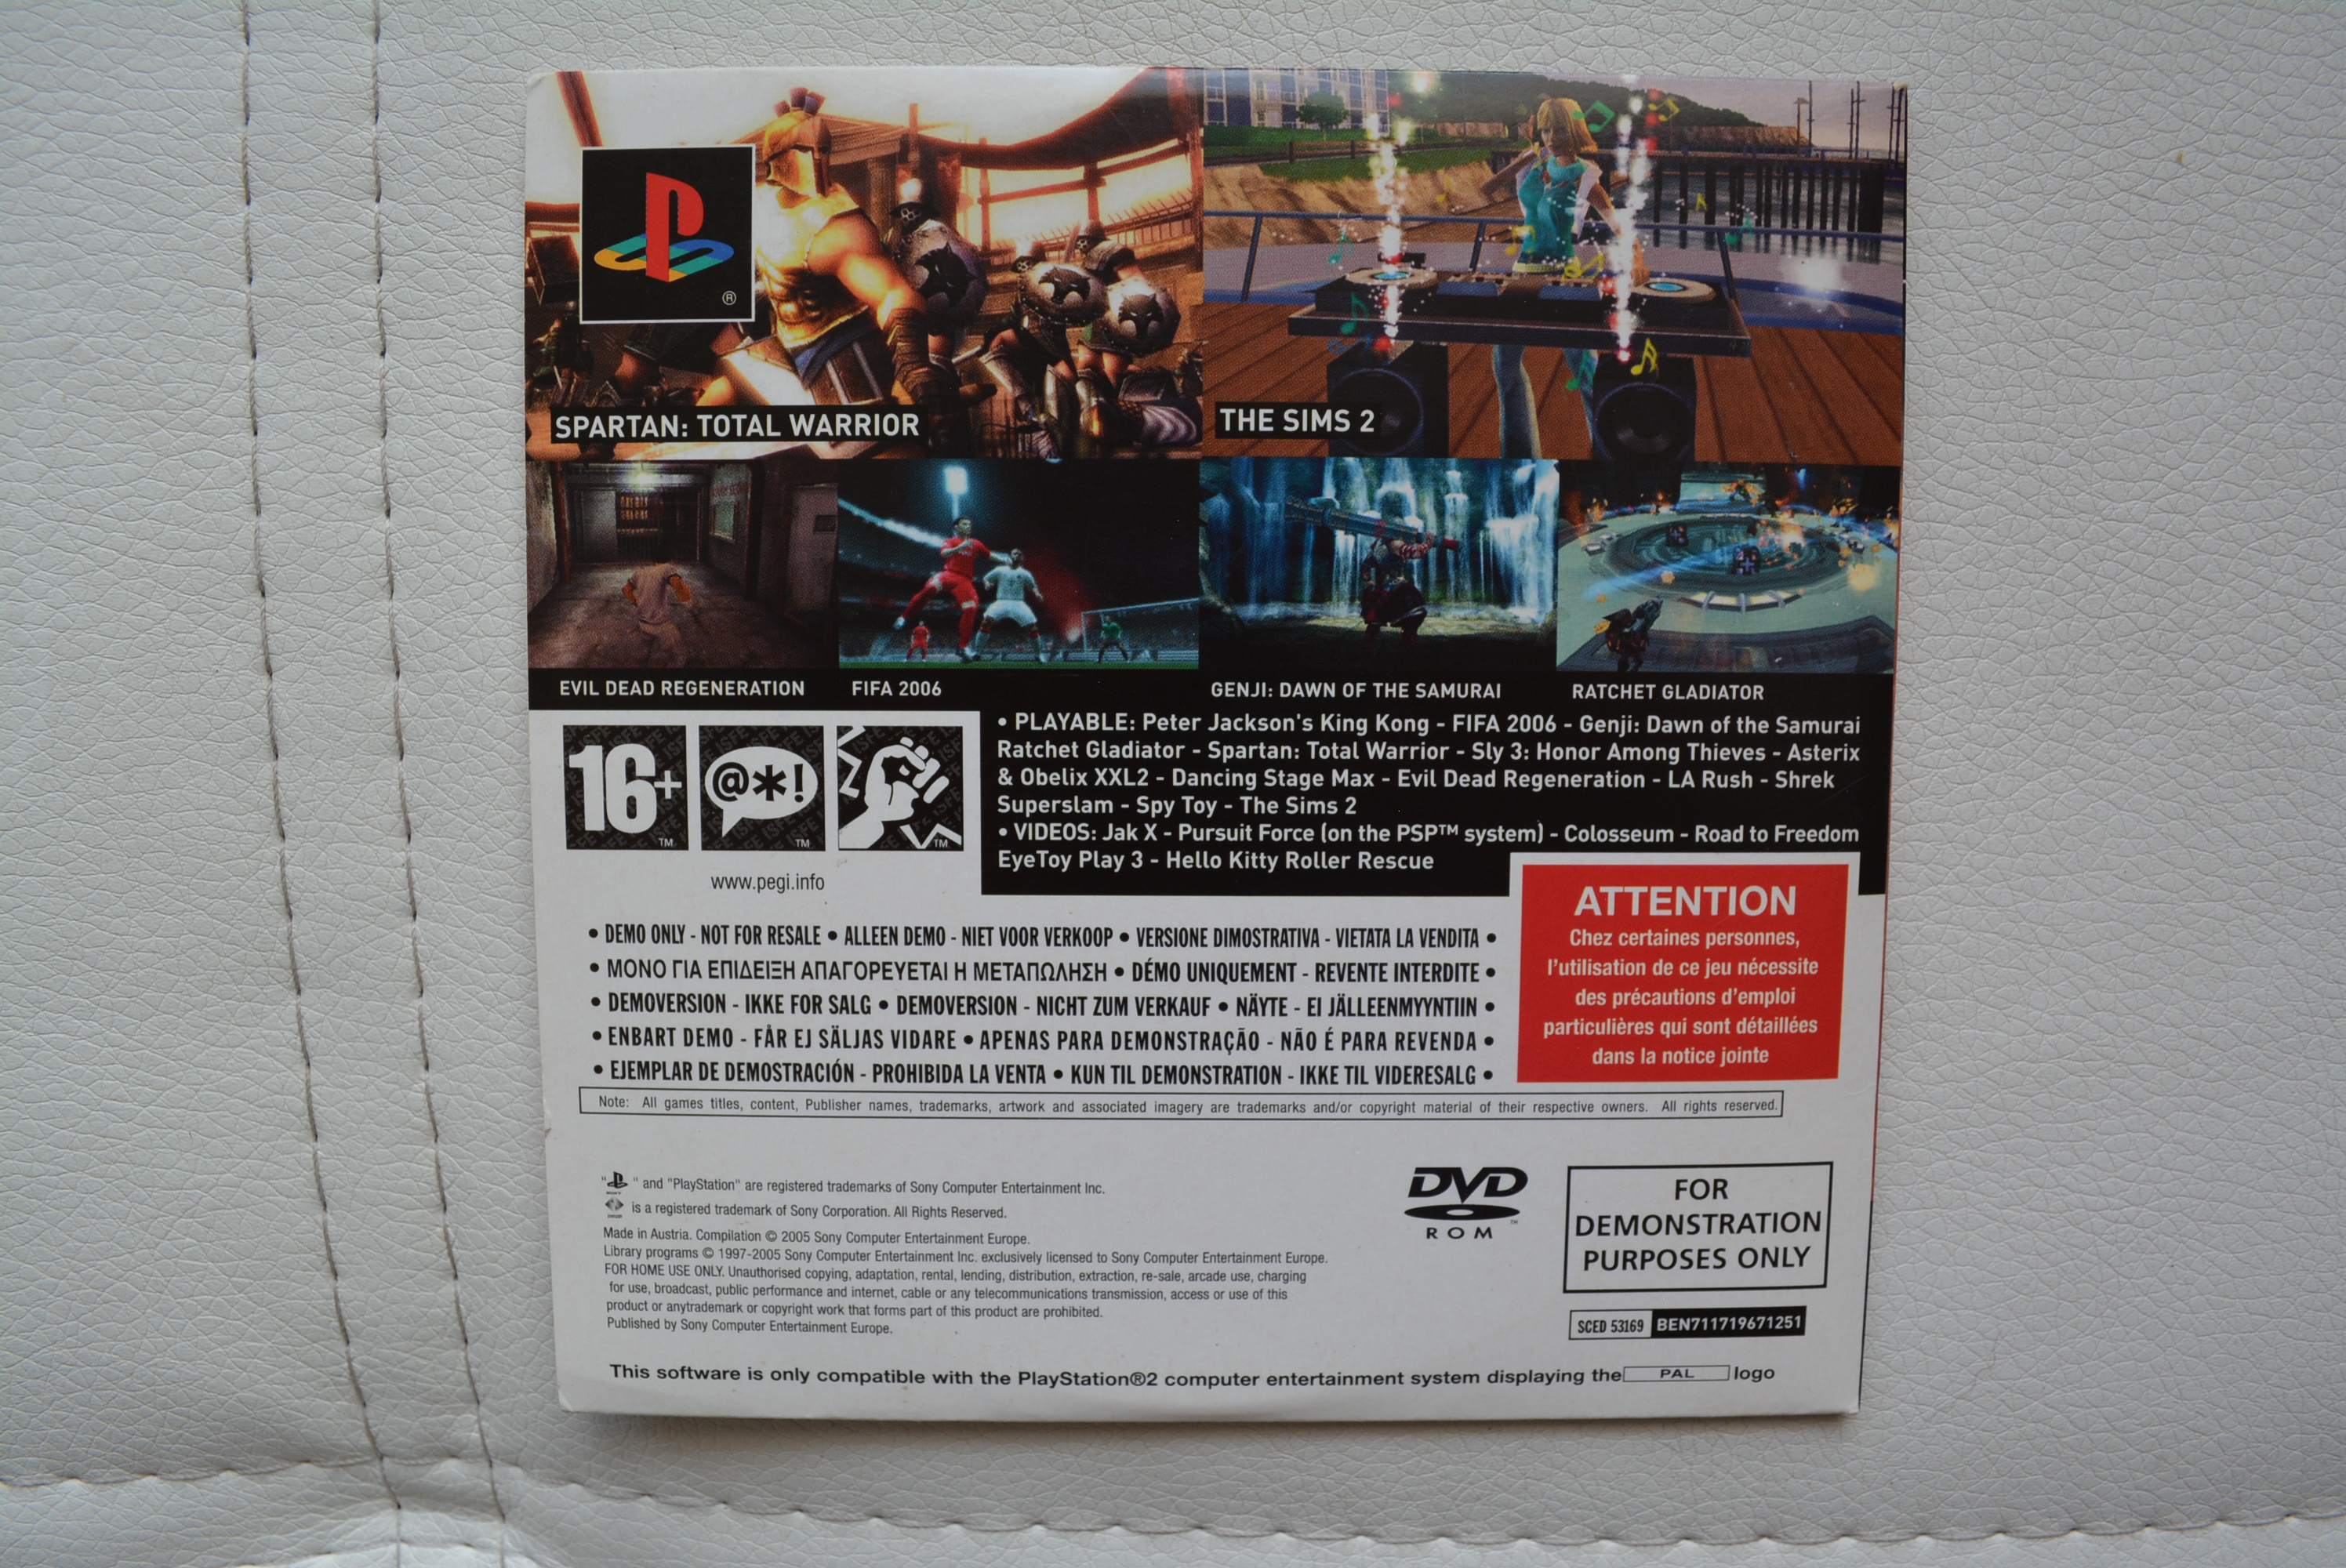 ®
SPARTAN: TOTAL WARRIOR
THE SIMS 2
EVIL DEAD REGENERATION
FIFA 2006
GENJI: DAWN OF THE SAMURAI
RATCHET GLADIATOR
• PLAYABLE: Peter Jackson's King Kong - FIFA 2006 - Genji: Dawn of the Samurai
Ratchet Gladiator - Spartan: Total Warrior - Sly 3: Honor Among Thieves - Asterix
& Obelix XXL2 - Dancing Stage Max - Evil Dead Regeneration - LA Rush - Shrek
Superslam - Spy Toy - The Sims 2
• VIDEOS: Jak X - Pursuit Force (on the PSP™ system) - Colosseum - Road to Freedom
EyeToy Play 3 - Hello Kitty Roller Rescue
16+ ™
@*! ™
™
www.pegi.info
• DEMO ONLY - NOT FOR RESALE • ALLEEN DEMO - NIET VOOR VERKOOP • VERSIONE DIMOSTRATIVA - VIETATA LA VENDITA •
• ΜΟΝΟ ΓΙΑ ΕΠΙΔΕΙΞΗ ΑΠΑΓΟΡΕΥΕΤΑΙ Η ΜΕΤΑΠΩΛΗΣΗ • DÉMO UNIQUEMENT - REVENTE INTERDITE •
• DEMOVERSION - IKKE FOR SALG • DEMOVERSION - NICHT ZUM VERKAUF • NÄYTE - EI JÄLLEENMYYNTIIN •
• ENBART DEMO - FÅR EJ SÄLJAS VIDARE • APENAS PARA DEMONSTRAÇÃO - NÃO É PARA REVENDA •
• EJEMPLAR DE DEMOSTRACIÓN - PROHIBIDA LA VENTA • KUN TIL DEMONSTRATION - IKKE TIL VIDERESALG •
ATTENTION
Chez certaines personnes,
l'utilisation de ce jeu nécessite
des précautions d'emploi
particulières qui sont détaillées
dans la notice jointe
Note: All games titles, content, Publisher names, trademarks, artwork and associated imagery are trademarks and/or copyright material of their respective owners. All rights reserved.
" " and "PlayStation" are registered trademarks of Sony Computer Entertainment Inc.
is a registered trademark of Sony Corporation. All Rights Reserved.
Made in Austria. Compilation © 2005 Sony Computer Entertainment Europe.
Library programs © 1997-2005 Sony Computer Entertainment Inc. exclusively licensed to Sony Computer Entertainment Europe.
FOR HOME USE ONLY. Unauthorised copying, adaptation, rental, lending, distribution, extraction, re-sale, arcade use, charging
for use, broadcast, public performance and internet, cable or any telecommunications transmission, access or use of this
product or anytrademark or copyright work that forms part of this product are prohibited.
Published by Sony Computer Entertainment Europe.
DVD
ROM
FOR
DEMONSTRATION
PURPOSES ONLY
SCED 53169 BEN711719671251
This software is only compatible with the PlayStation®2 computer entertainment system displaying the PAL logo